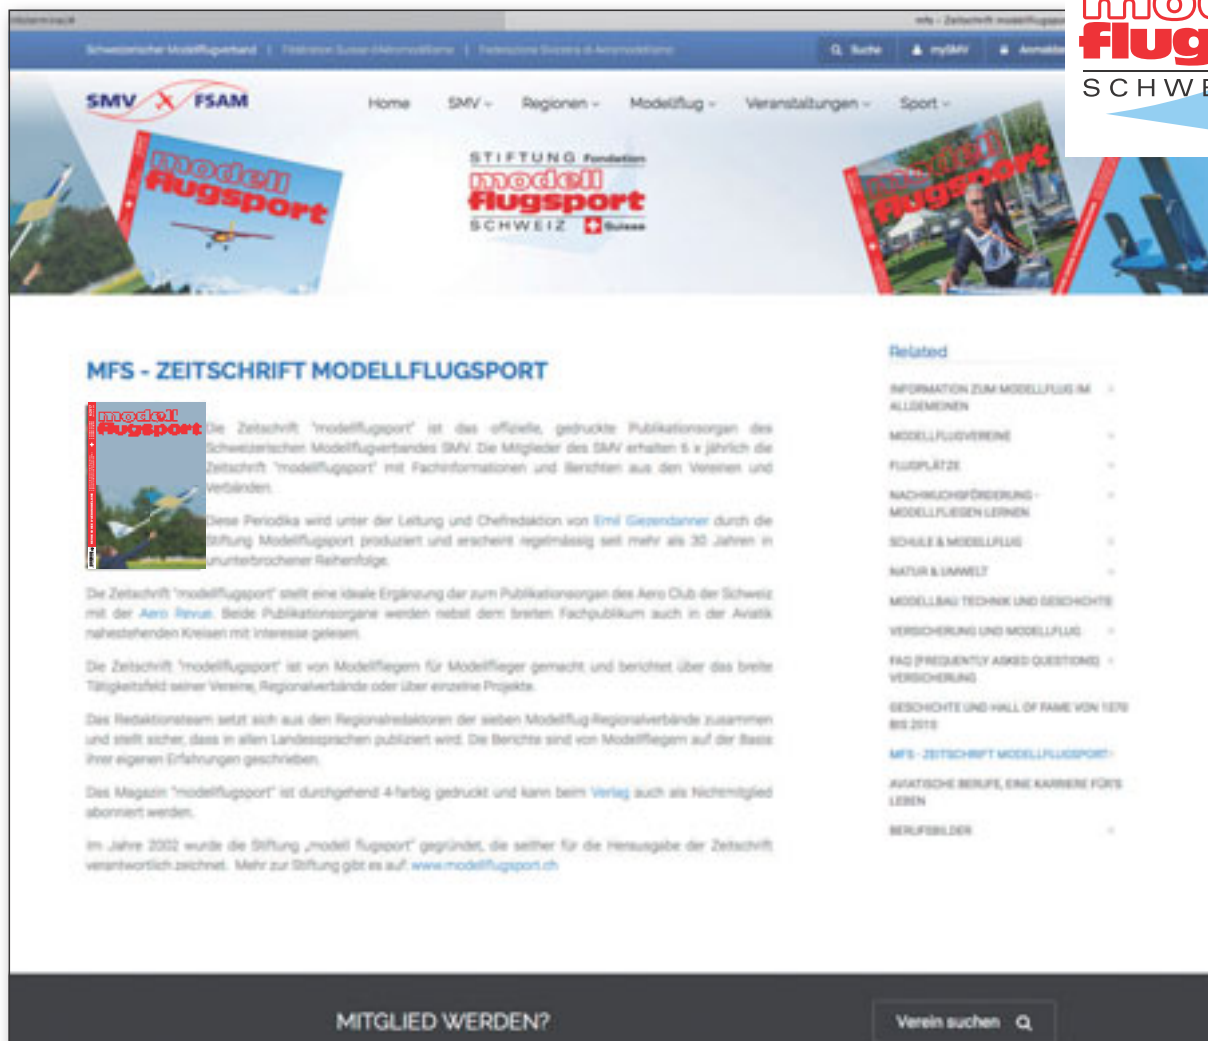 mfs - Zeitschrift modellflugsport
Schweizerischer Modellflugverband | Fédération Suisse d'Aéromodélisme | Federazione Svizzera di Aeromodellismo
Suche
mySMV
Anmelden
modell
flugsport
SCHWEIZ
SMV FSAM
Home SMV Regionen Modellflug Veranstaltungen Sport
STIFTUNG Fondation
modell
flugsport
SCHWEIZ Suisse
modell
flugsport
modell
flugsport
MFS - ZEITSCHRIFT MODELLFLUGSPORT
modell
flugsport
Die Zeitschrift "modellflugsport" ist das offizielle, gedruckte Publikationsorgan des
Schweizerischen Modellflugverbandes SMV. Die Mitglieder des SMV erhalten 6 x jährlich die
Zeitschrift "modellflugsport" mit Fachinformationen und Berichten aus den Vereinen und
Verbänden.
Diese Periodika wird unter der Leitung und Chefredaktion von Emil Giezendanner durch die
Stiftung Modellflugsport produziert und erscheint regelmässig seit mehr als 30 Jahren in
ununterbrochener Reihenfolge.
Die Zeitschrift "modellflugsport" stellt eine ideale Ergänzung dar zum Publikationsorgan des Aero Club der Schweiz
mit der Aero Revue. Beide Publikationsorgane werden nebst dem breiten Fachpublikum auch in der Aviatik
nahestehenden Kreisen mit Interesse gelesen.
Die Zeitschrift "modellflugsport" ist von Modellfliegern für Modellflieger gemacht und berichtet über das breite
Tätigkeitsfeld seiner Vereine, Regionalverbände oder über einzelne Projekte.
Das Redaktionsteam setzt sich aus den Regionalredaktoren der sieben Modellflug-Regionalverbände zusammen
und stellt sicher, dass in allen Landessprachen publiziert wird. Die Berichte sind von Modellfliegern auf der Basis
ihrer eigenen Erfahrungen geschrieben.
Das Magazin "modellflugsport" ist durchgehend 4-farbig gedruckt und kann beim Verlag auch als Nichtmitglied
abonniert werden.
Im Jahre 2002 wurde die Stiftung „modell flugsport" gegründet, die seither für die Herausgabe der Zeitschrift
verantwortlich zeichnet. Mehr zur Stiftung gibt es auf: www.modellflugsport.ch
Related
INFORMATION ZUM MODELLFLUG IM
ALLGEMEINEN
MODELLFLUGVEREINE
FLUGPLÄTZE
NACHWUCHSFÖRDERUNG -
MODELLFLIEGEN LERNEN
SCHULE & MODELLFLUG
NATUR & UMWELT
MODELLBAU TECHNIK UND GESCHICHTE
VERSICHERUNG UND MODELLFLUG
FAQ (FREQUENTLY ASKED QUESTIONS)
VERSICHERUNG
GESCHICHTE UND HALL OF FAME VON 1870
BIS 2010
MFS - ZEITSCHRIFT MODELLFLUGSPORT
AVIATISCHE BERUFE, EINE KARRIERE FÜR'S
LEBEN
BERUFSBILDER
MITGLIED WERDEN?
Verein suchen